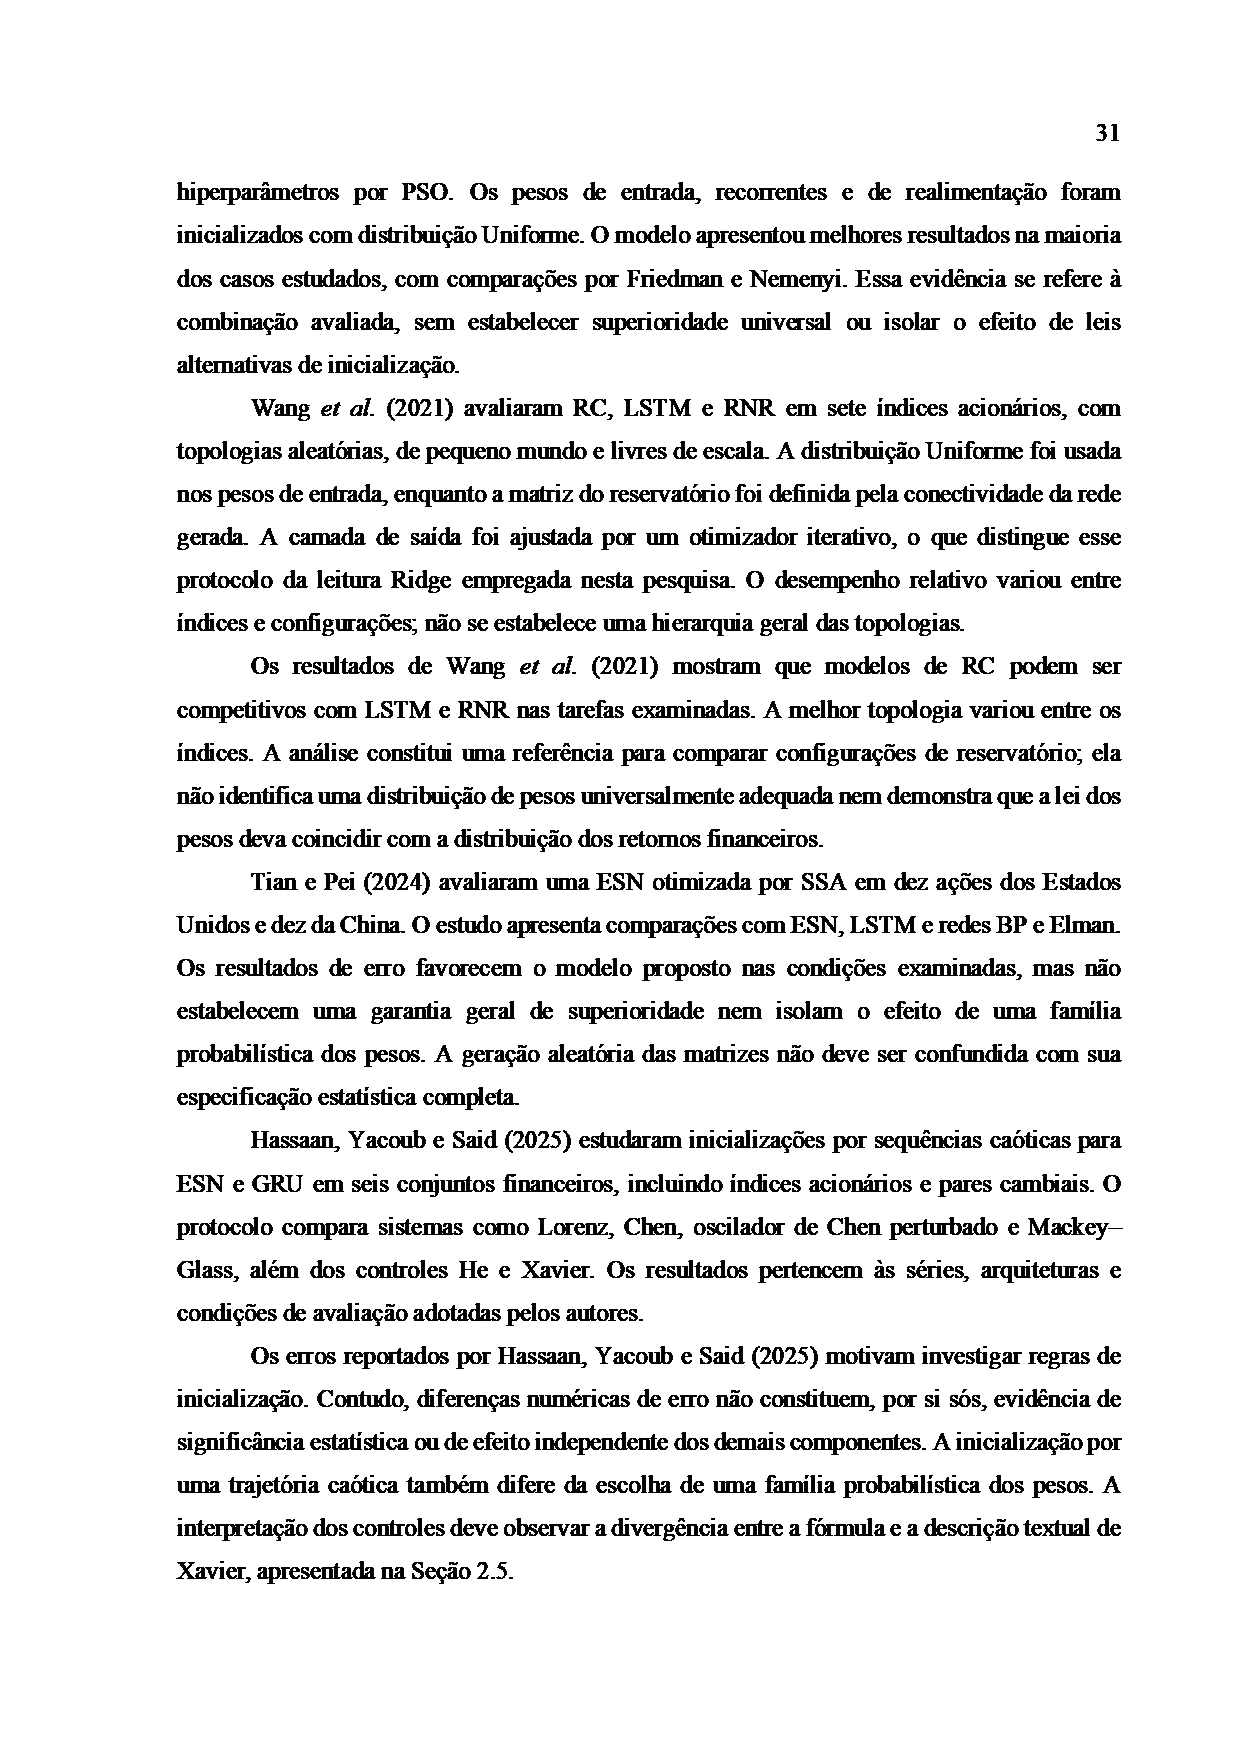 31
hiperparâmetros por PSO. Os pesos de entrada, recorrentes e de realimentação foram
inicializados com distribuição Uniforme. O modelo apresentou melhores resultados na maioria
dos casos estudados, com comparações por Friedman e Nemenyi. Essa evidência se refere à
combinação avaliada, sem estabelecer superioridade universal ou isolar o efeito de leis
alternativas de inicialização.
Wang et al. (2021) avaliaram RC, LSTM e RNR em sete índices acionários, com
topologias aleatórias, de pequeno mundo e livres de escala. A distribuição Uniforme foi usada
nos pesos de entrada, enquanto a matriz do reservatório foi definida pela conectividade da rede
gerada. A camada de saída foi ajustada por um otimizador iterativo, o que distingue esse
protocolo da leitura Ridge empregada nesta pesquisa. O desempenho relativo variou entre
índices e configurações; não se estabelece uma hierarquia geral das topologias.
Os resultados de Wang et al. (2021) mostram que modelos de RC podem ser
competitivos com LSTM e RNR nas tarefas examinadas. A melhor topologia variou entre os
índices. A análise constitui uma referência para comparar configurações de reservatório; ela
não identifica uma distribuição de pesos universalmente adequada nem demonstra que a lei dos
pesos deva coincidir com a distribuição dos retornos financeiros.
Tian e Pei (2024) avaliaram uma ESN otimizada por SSA em dez ações dos Estados
Unidos e dez da China. O estudo apresenta comparações com ESN, LSTM e redes BP e Elman.
Os resultados de erro favorecem o modelo proposto nas condições examinadas, mas não
estabelecem uma garantia geral de superioridade nem isolam o efeito de uma família
probabilística dos pesos. A geração aleatória das matrizes não deve ser confundida com sua
especificação estatística completa.
Hassaan, Yacoub e Said (2025) estudaram inicializações por sequências caóticas para
ESN e GRU em seis conjuntos financeiros, incluindo índices acionários e pares cambiais. O
protocolo compara sistemas como Lorenz, Chen, oscilador de Chen perturbado e Mackey–
Glass, além dos controles He e Xavier. Os resultados pertencem às séries, arquiteturas e
condições de avaliação adotadas pelos autores.
Os erros reportados por Hassaan, Yacoub e Said (2025) motivam investigar regras de
inicialização. Contudo, diferenças numéricas de erro não constituem, por si sós, evidência de
significância estatística ou de efeito independente dos demais componentes. A inicialização por
uma trajetória caótica também difere da escolha de uma família probabilística dos pesos. A
interpretação dos controles deve observar a divergência entre a fórmula e a descrição textual de
Xavier, apresentada na Seção 2.5.